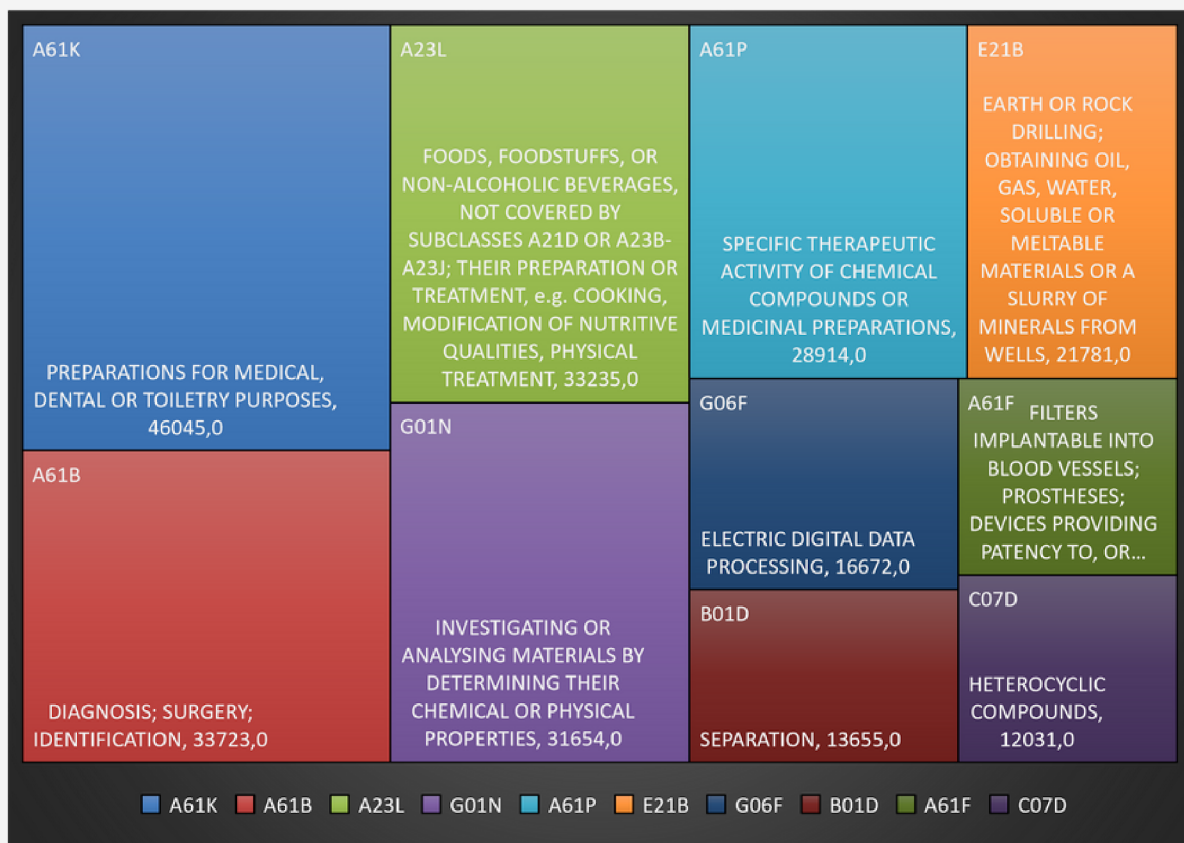 A61K
PREPARATIONS FOR MEDICAL,
DENTAL OR TOILETRY PURPOSES,
46045,0
A61B
DIAGNOSIS; SURGERY;
IDENTIFICATION, 33723,0
A23L
FOODS, FOODSTUFFS, OR
NON-ALCOHOLIC BEVERAGES,
NOT COVERED BY
SUBCLASSES A21D OR A23B-
A23J; THEIR PREPARATION OR
TREATMENT, e.g. COOKING,
MODIFICATION OF NUTRITIVE
QUALITIES, PHYSICAL
TREATMENT, 33235,0
G01N
INVESTIGATING OR
ANALYSING MATERIALS BY
DETERMINING THEIR
CHEMICAL OR PHYSICAL
PROPERTIES, 31654,0
A61P
SPECIFIC THERAPEUTIC
ACTIVITY OF CHEMICAL
COMPOUNDS OR
MEDICINAL PREPARATIONS,
28914,0
E21B
EARTH OR ROCK
DRILLING;
OBTAINING OIL,
GAS, WATER,
SOLUBLE OR
MELTABLE
MATERIALS OR A
SLURRY OF
MINERALS FROM
WELLS, 21781,0
G06F
ELECTRIC DIGITAL DATA
PROCESSING, 16672,0
B01D
SEPARATION, 13655,0
A61F
FILTERS
IMPLANTABLE INTO
BLOOD VESSELS;
PROSTHESES;
DEVICES PROVIDING
PATENCY TO, OR...
C07D
HETEROCYCLIC
COMPOUNDS,
12031,0
A61K A61B A23L G01N A61P E21B G06F B01D A61F C07D